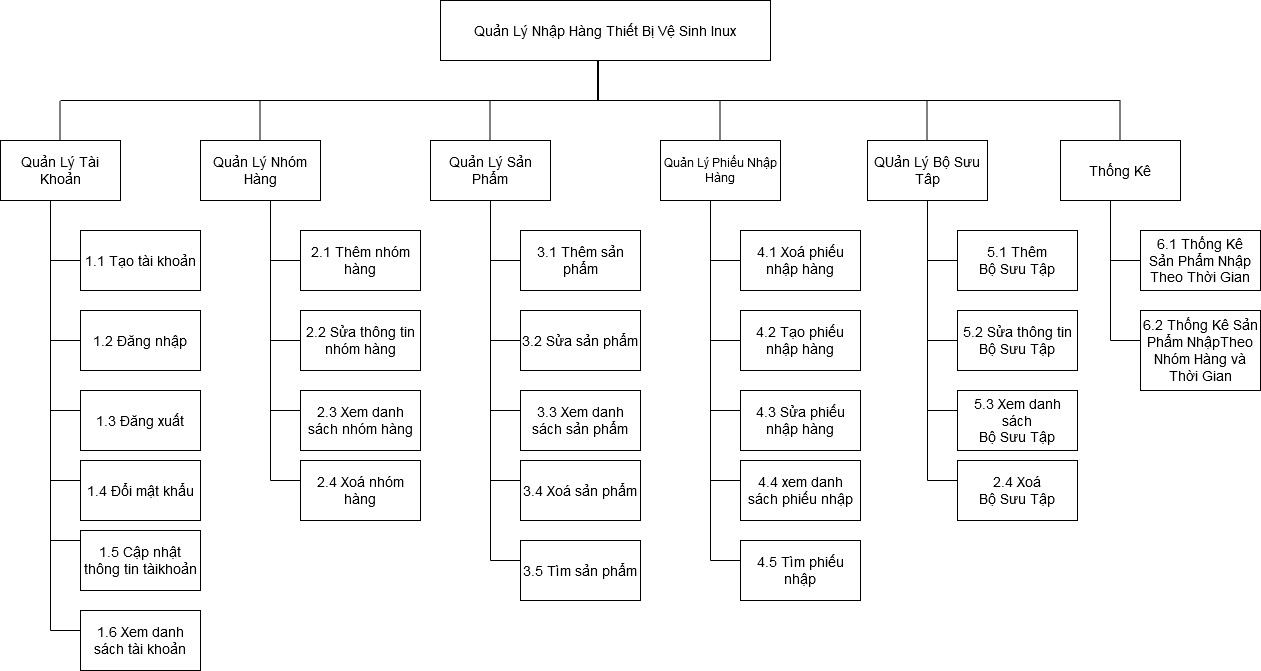 Quản Lý Nhập Hàng Thiết Bị Vệ Sinh Inux
Quản Lý Tài
Khoản
Quản Lý Nhóm
Hàng
Quản Lý Sản
Phẩm
Quản Lý Phiếu Nhập
Hàng
QUản Lý Bộ Sưu
Tâp
Thống Kê
1.1 Tạo tài khoản
1.2 Đăng nhập
1.3 Đăng xuất
1.4 Đổi mật khẩu
1.5 Cập nhật
thông tin tàikhoản
1.6 Xem danh
sách tài khoản
2.1 Thêm nhóm
hàng
2.2 Sửa thông tin
nhóm hàng
2.3 Xem danh
sách nhóm hàng
2.4 Xoá nhóm
hàng
3.1 Thêm sản
phẩm
3.2 Sửa sản phẩm
3.3 Xem danh
sách sản phẩm
3.4 Xoá sản phẩm
3.5 Tìm sản phẩm
4.1 Xoá phiếu
nhập hàng
4.2 Tạo phiếu
nhập hàng
4.3 Sửa phiếu
nhập hàng
4.4 xem danh
sách phiếu nhập
4.5 Tìm phiếu
nhập
5.1 Thêm
Bộ Sưu Tập
5.2 Sửa thông tin
Bộ Sưu Tập
5.3 Xem danh
sách
Bộ Sưu Tập
2.4 Xoá
Bộ Sưu Tập
6.1 Thống Kê
Sản Phẩm Nhập
Theo Thời Gian
6.2 Thống Kê Sản
Phẩm NhậpTheo
Nhóm Hàng và
Thời Gian